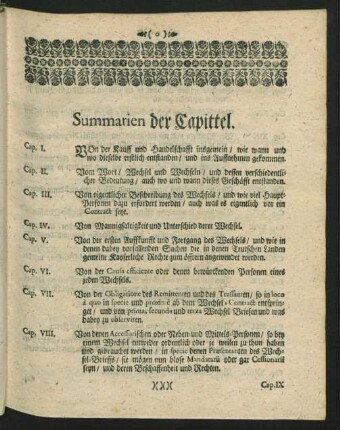 ( o )
Summarien der Capittel.
Cap. I. VOn der Kauff und Handelschafft insgemein / wie wann und
wo dieselbe erstlich entstanden / und ins Auffnehmen gekommen.
Cap. II. Vom Wort / Wechsel und Wechseln / und dessen verschiedentli-
cher Bedeutung / auch wo und wann dieses Geschäfft entstanden.
Cap. III. Von eigentlicher Beschreibung des Wechsels / und wie viel Haupt-
Personen dazu erfordert werden / auch was es eigentlich vor ein
Contract seye.
Cap. IV. Von Mannigfaltigkeit und Unterschied derer Wechsel.
Cap. V. Von der ersten Aufkunfft und Fortgang des Wechsels / und wie in
denen dabey vorfallenden Sachen die in denen Teutschen Landen
gemeine Kayserliche Rechte zum öfftern angewendet werden.
Cap. VI. Von der Causa efficiente oder denen bewürckenden Personen eines
jeden Wechsels.
Cap. VII. Von der Obligatione des Remittenten und des Trassanten, so in loco
à quo in specie und proximè ab dem Wechsel-Contract entsprin-
get / und von prima, secunda und tertia Wechsel-Briefen und was
dabey zu observiren.
Cap. VIII. Von denen Accessorischen oder Neben und Mittels-Personen / so bey
einem Wechsel entweder ordentlich oder je weilen zu thun haben
und gebrauchet werden / in specie denen Præsentanten des Wech-
sel-Brieffs / sie mögen nun blose Mandatarii oder gar Cessionarii
seyn / und deren Beschaffenheit und Rechten.
)( )( )(
Cap.IX